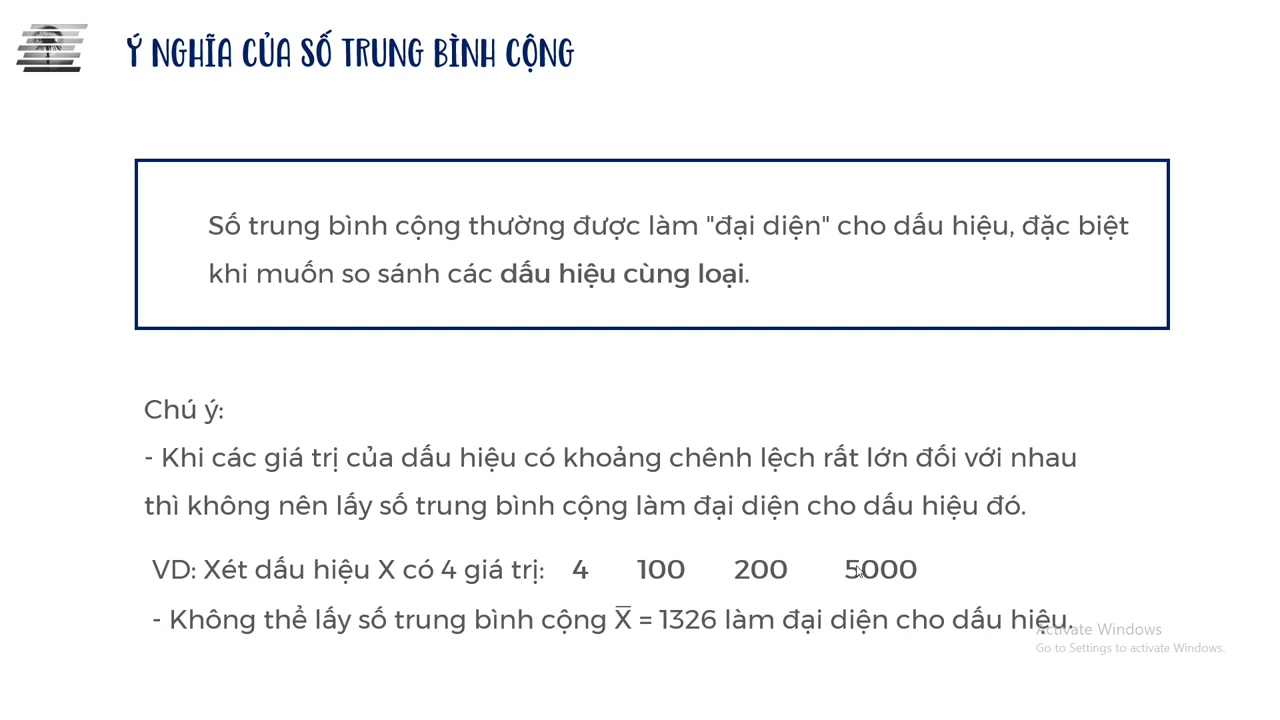 Ý NGHĨA CỦA SỐ TRUNG BÌNH CỘNG
Số trung bình cộng thường được làm "đại diện" cho dấu hiệu, đặc biệt
khi muốn so sánh các dấu hiệu cùng loại.
Chú ý:
- Khi các giá trị của dấu hiệu có khoảng chênh lệch rất lớn đối với nhau
thì không nên lấy số trung bình cộng làm đại diện cho dấu hiệu đó.
VD: Xét dấu hiệu X có 4 giá trị: 4 100 200 5000
- Không thể lấy số trung bình cộng X̅ = 1326 làm đại diện cho dấu hiệu.
Activate Windows
Go to Settings to activate Windows.